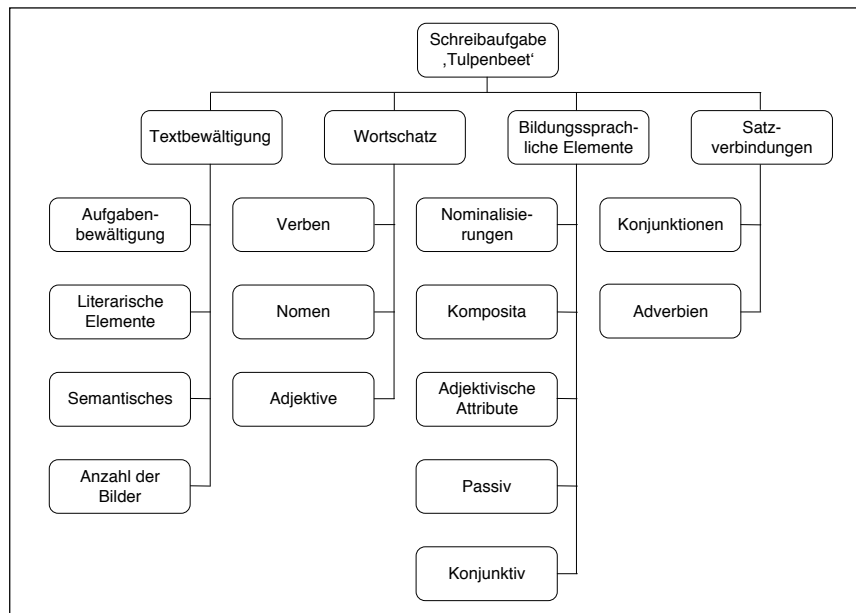 Schreibaufgabe
‚Tulpenbeet‘
Textbewältigung
Wortschatz
Bildungssprach-
liche Elemente
Satz-
verbindungen
Aufgaben-
bewältigung
Literarische
Elemente
Semantisches
Anzahl der
Bilder
Verben
Nomen
Adjektive
Nominalisie-
rungen
Komposita
Adjektivische
Attribute
Passiv
Konjunktiv
Konjunktionen
Adverbien